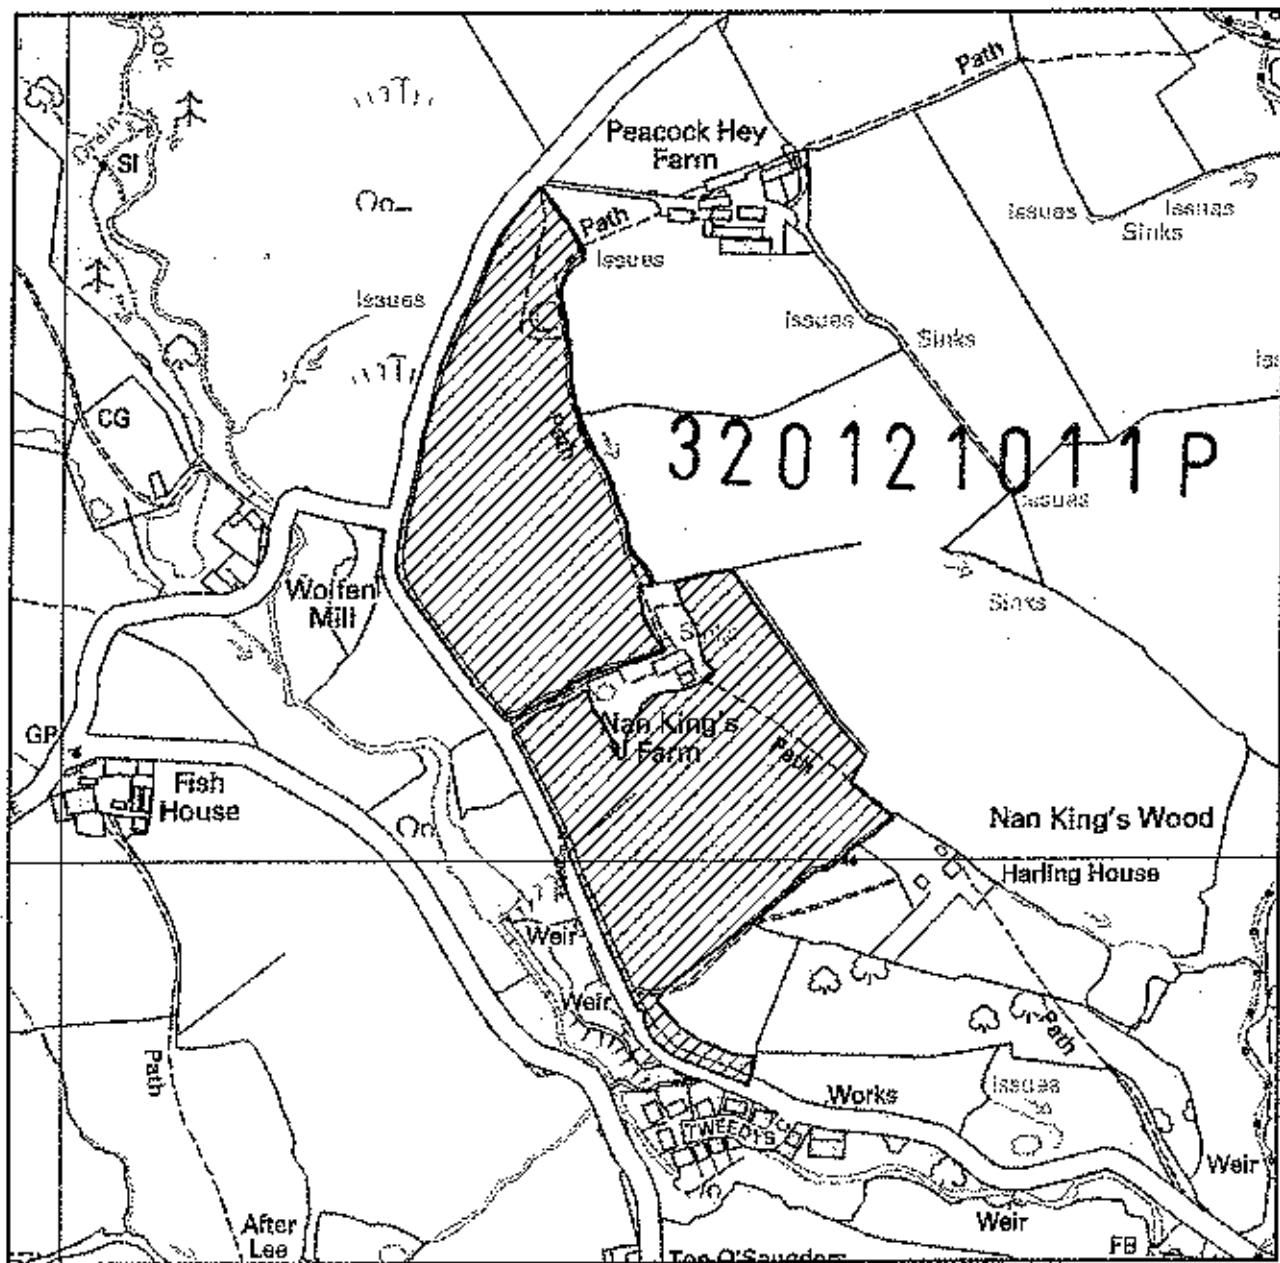 Path
Peacock Hey
Farm
Drain
SI
Path
Issues
Issues
Issues
Sinks
Issues
Issues
Sinks
CG
Path
320121011P
Issues
Wolfen
Mill
Sinks
Sinks
Nan King's
Farm
Path
GP
Fish
House
Nan King's Wood
Harling House
Weir
Weir
Path
Path
Works
Issues
TWEEDYS
Weir
Weir
After
Lee
FB